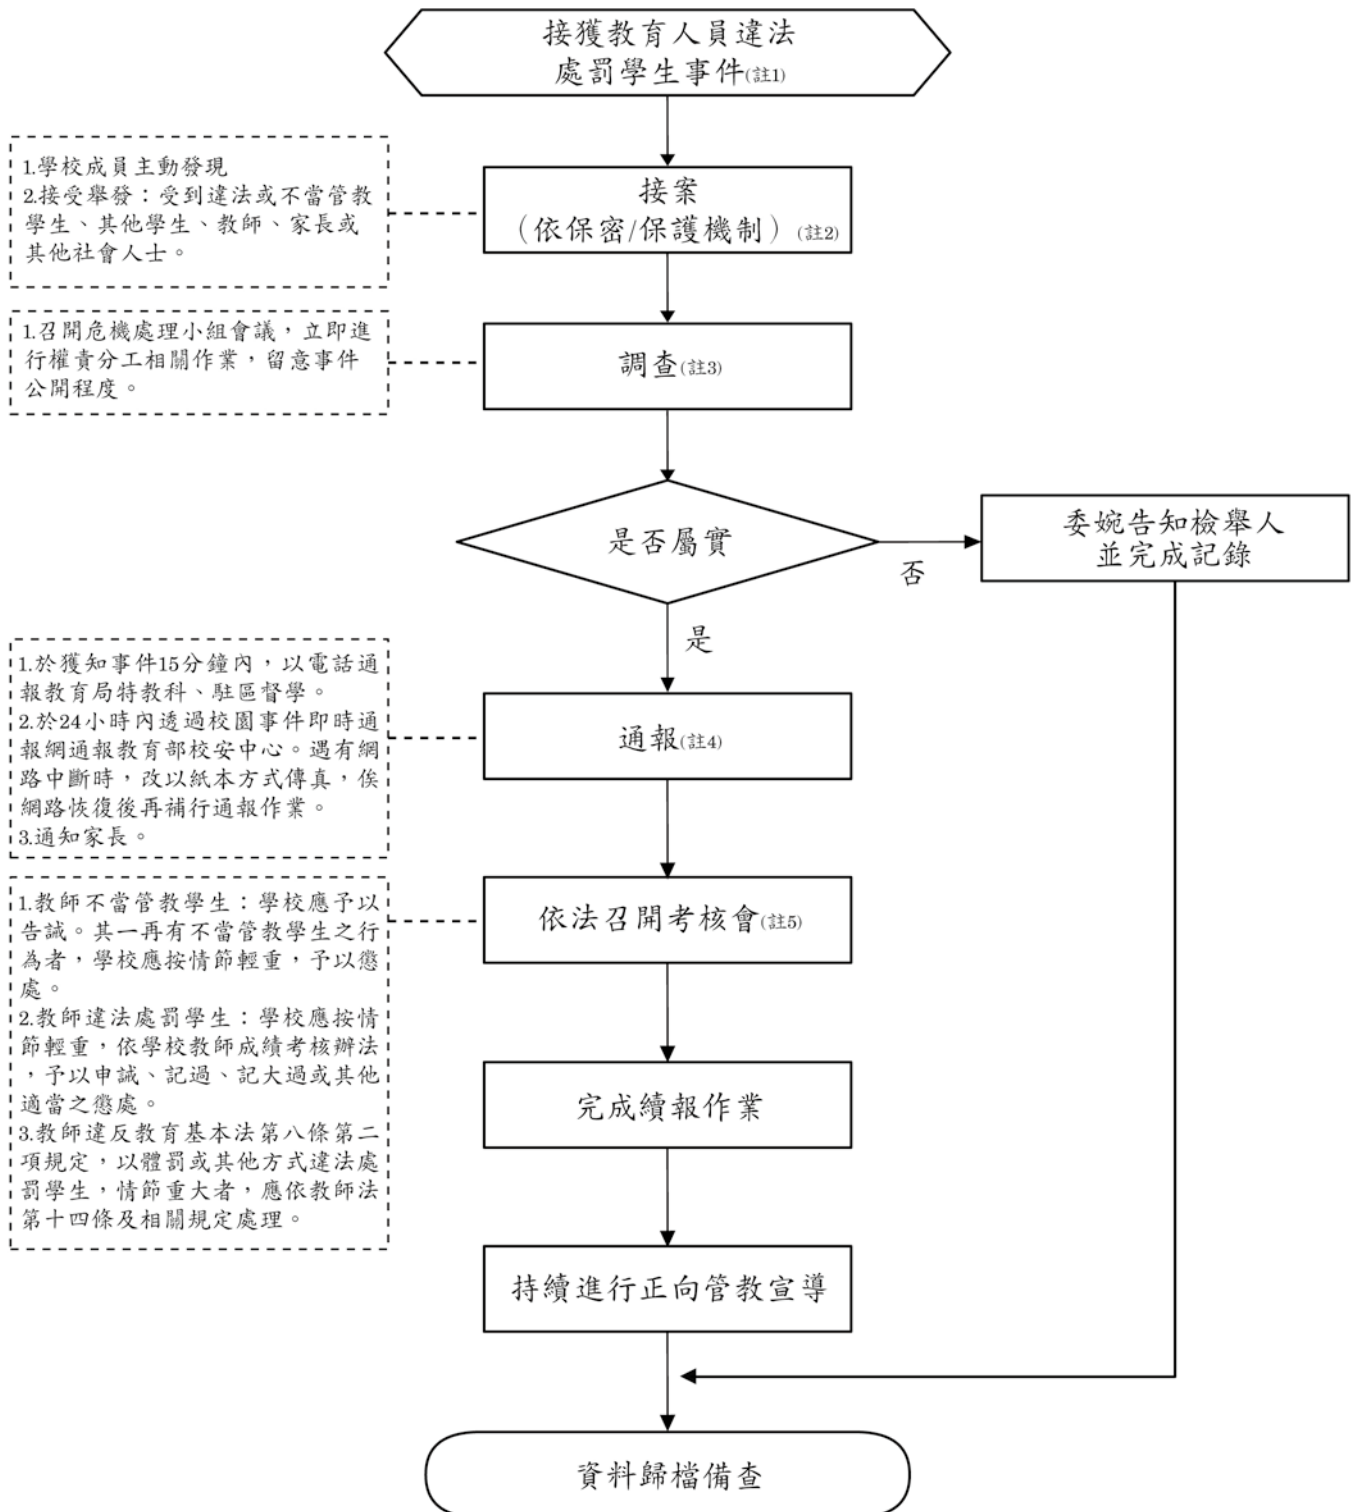 接獲教育人員違法
處罰學生事件(註1)
1.學校成員主動發現
2.接受舉發：受到違法或不當管教
學生、其他學生、教師、家長或
其他社會人士。
接案
（依保密/保護機制）(註2)
1.召開危機處理小組會議，立即進
行權責分工相關作業，留意事件
公開程度。
調查(註3)
是否屬實
否
委婉告知檢舉人
並完成記錄
是
1.於獲知事件15分鐘內，以電話通
報教育局特教科、駐區督學。
2.於24小時內透過校園事件即時通
報網通報教育部校安中心。遇有網
路中斷時，改以紙本方式傳真，俟
網路恢復後再補行通報作業。
3.通知家長。
通報(註4)
1.教師不當管教學生：學校應予以
告誡。其一再有不當管教學生之行
為者，學校應按情節輕重，予以懲
處。
2.教師違法處罰學生：學校應按情
節輕重，依學校教師成績考核辦法
，予以申誡、記過、記大過或其他
適當之懲處。
3.教師違反教育基本法第八條第二
項規定，以體罰或其他方式違法處
罰學生，情節重大者，應依教師法
第十四條及相關規定處理。
依法召開考核會(註5)
完成續報作業
持續進行正向管教宣導
資料歸檔備查